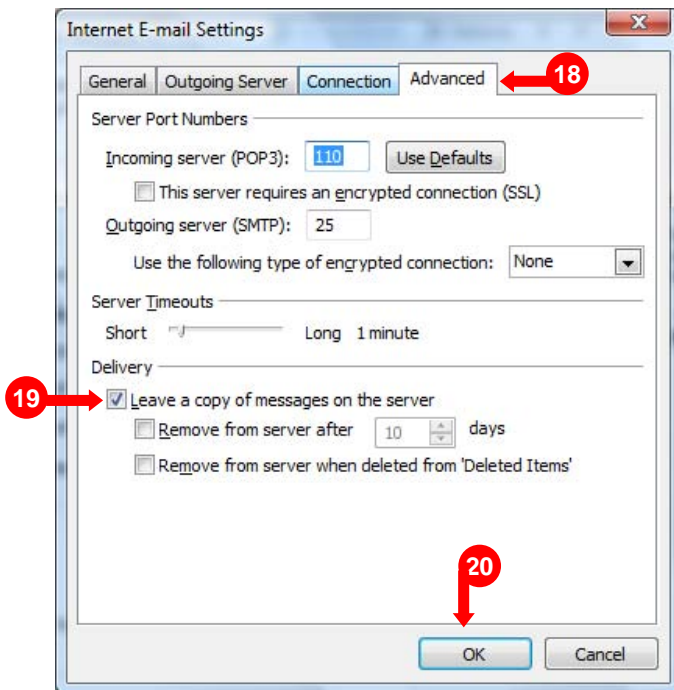 Internet E-mail Settings
General Outgoing Server Connection Advanced 18
Server Port Numbers
Incoming server (POP3): 110 Use Defaults
This server requires an encrypted connection (SSL)
Outgoing server (SMTP): 25
Use the following type of encrypted connection: None
Server Timeouts
Short Long 1 minute
Delivery
19 Leave a copy of messages on the server
Remove from server after 10 days
Remove from server when deleted from 'Deleted Items'
20
OK Cancel